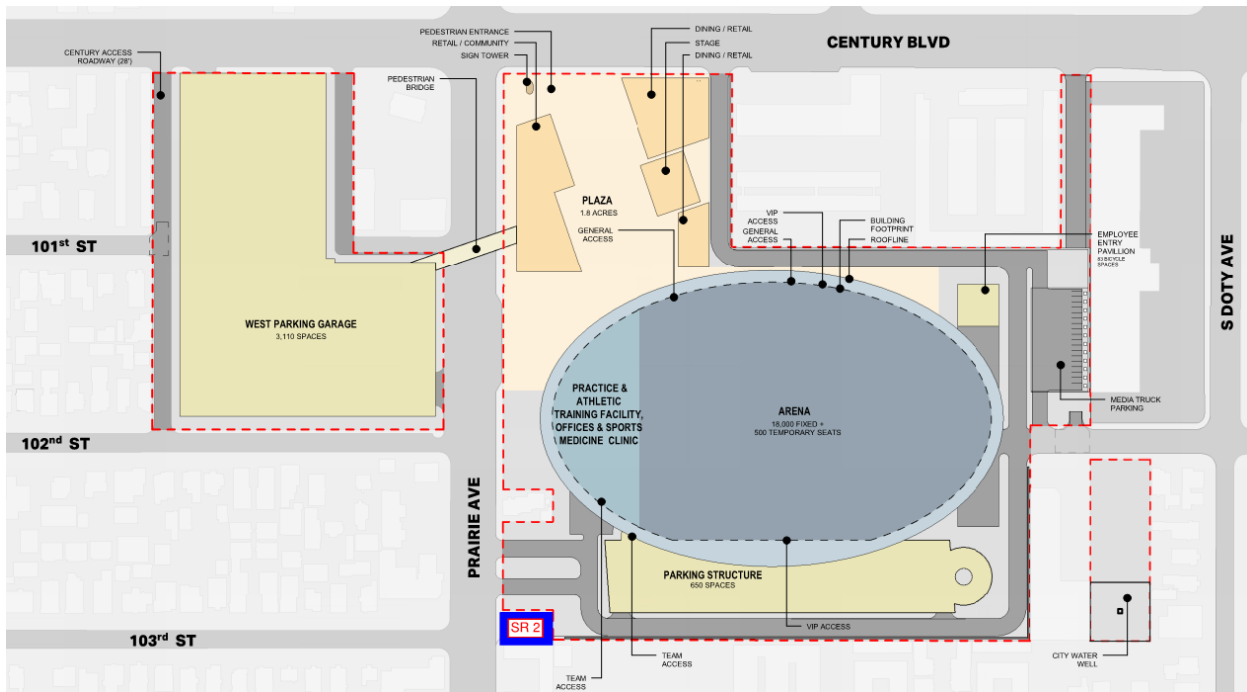 CENTURY BLVD
CENTURY ACCESS
ROADWAY (28')
PEDESTRIAN
BRIDGE
PEDESTRIAN ENTRANCE
RETAIL / COMMUNITY
SIGN TOWER
DINING / RETAIL
STAGE
DINING / RETAIL
PLAZA
1.8 ACRES
GENERAL
ACCESS
VIP
ACCESS
GENERAL
ACCESS
BUILDING
FOOTPRINT
ROOFLINE
EMPLOYEE
ENTRY
PAVILLION
83 BICYCLE
SPACES
101st ST
S DOTY AVE
WEST PARKING GARAGE
3,110 SPACES
PRACTICE &
ATHLETIC
TRAINING FACILITY,
OFFICES & SPORTS
MEDICINE CLINIC
ARENA
18,000 FIXED +
500 TEMPORARY SEATS
MEDIA TRUCK
PARKING
102nd ST
PRAIRIE AVE
PARKING STRUCTURE
650 SPACES
SR 2
VIP ACCESS
103rd ST
TEAM
ACCESS
TEAM
ACCESS
CITY WATER
WELL